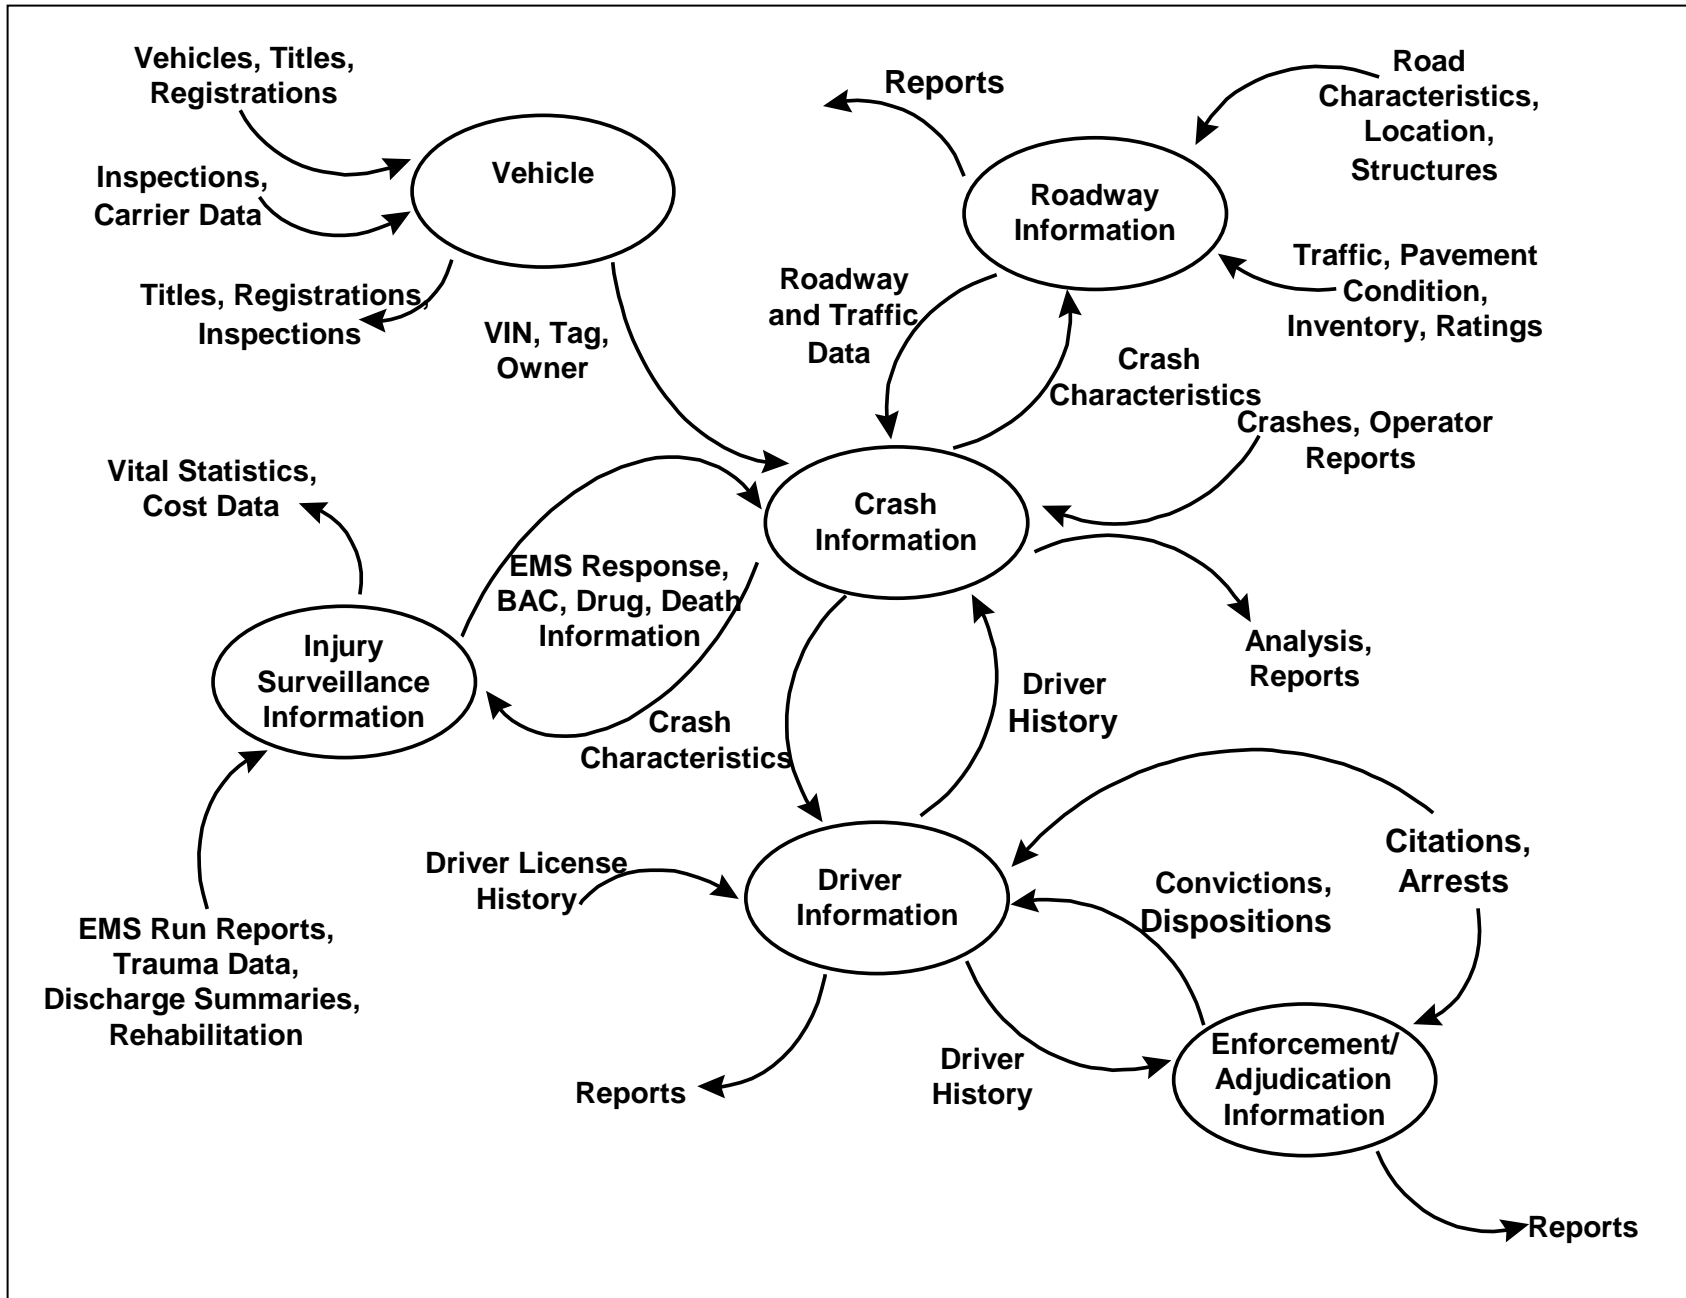 Vehicles, Titles,
Registrations
Inspections,
Carrier Data
Titles, Registrations,
Inspections
Vehicle
VIN, Tag,
Owner
Reports
Road
Characteristics,
Location,
Structures
Roadway
Information
Traffic, Pavement
Condition,
Inventory, Ratings
Roadway
and Traffic
Data
Crash
Characteristics
Crashes, Operator
Reports
Vital Statistics,
Cost Data
Crash
Information
EMS Response,
BAC, Drug, Death
Information
Injury
Surveillance
Information
Analysis,
Reports
Driver
History
Crash
Characteristics
Driver License
History
Driver
Information
Convictions,
Dispositions
Citations,
Arrests
EMS Run Reports,
Trauma Data,
Discharge Summaries,
Rehabilitation
Reports
Driver
History
Enforcement/
Adjudication
Information
Reports